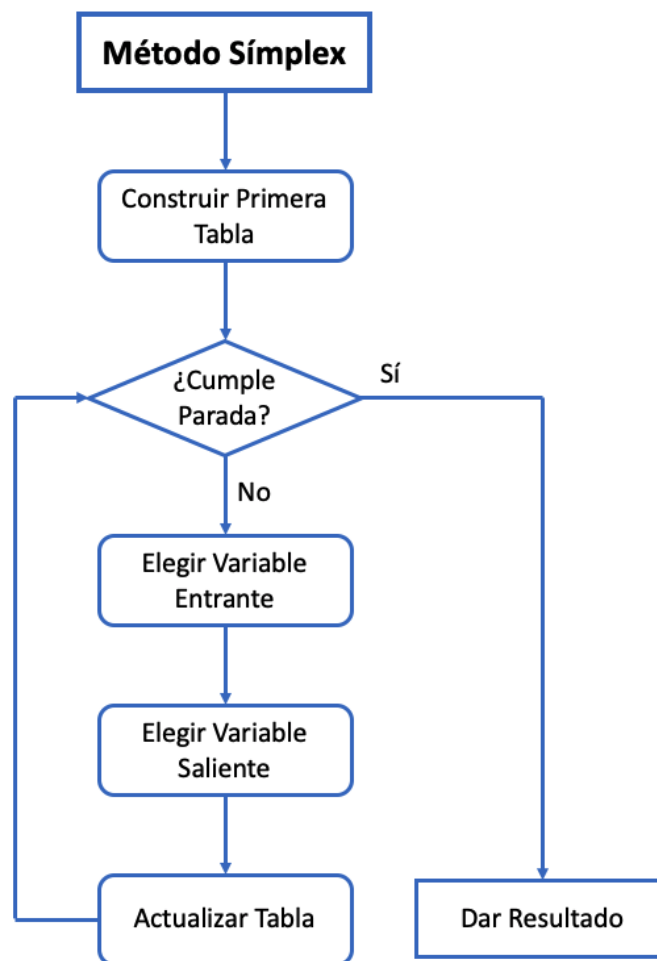 Método Símplex
Construir Primera
Tabla
¿Cumple
Parada?
Sí
No
Elegir Variable
Entrante
Elegir Variable
Saliente
Actualizar Tabla
Dar Resultado